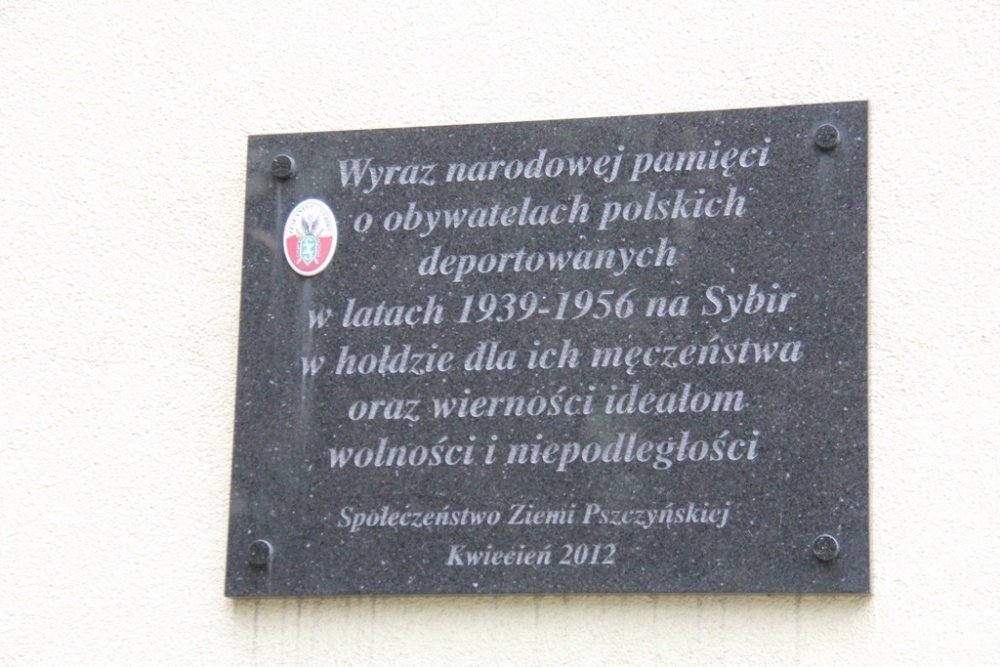 Wyraz narodowej pamięci
o obywatelach polskich
deportowanych
w latach 1939-1956 na Sybir
w hołdzie dla ich męczeństwa
oraz wierności ideałom
wolności i niepodległości
Społeczeństwo Ziemi Pszczyńskiej
Kwiecień 2012